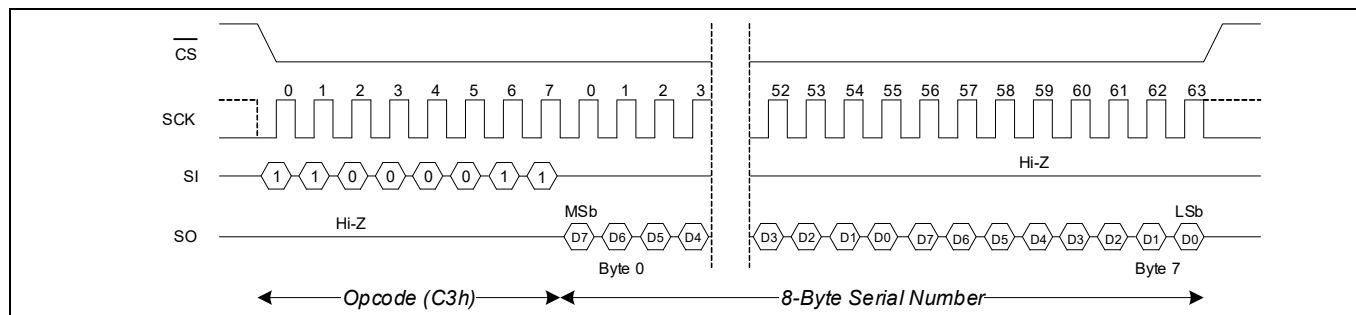 CS
0 1 2 3 4 5 6 7 0 1 2 3 52 53 54 55 56 57 58 59 60 61 62 63
SCK
Hi-Z
SI 1 1 0 0 0 0 1 1
Hi-Z MSb LSb
SO D7 D6 D5 D4 D3 D2 D1 D0 D7 D6 D5 D4 D3 D2 D1 D0
Byte 0 Byte 7
Opcode (C3h) 8-Byte Serial Number